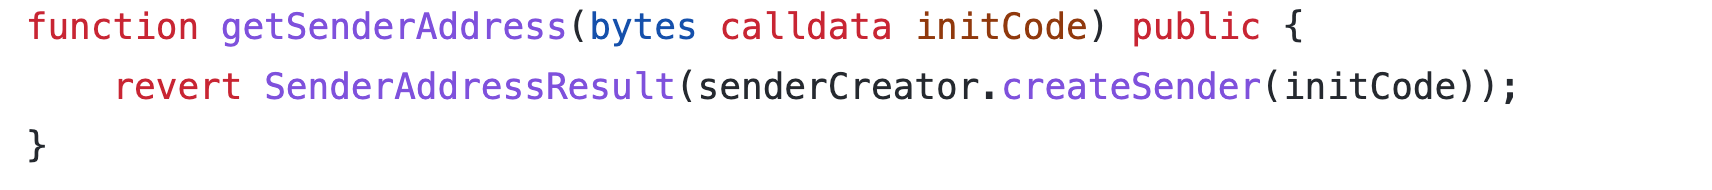 function getSenderAddress(bytes calldata initCode) public {
    revert SenderAddressResult(senderCreator.createSender(initCode));
}